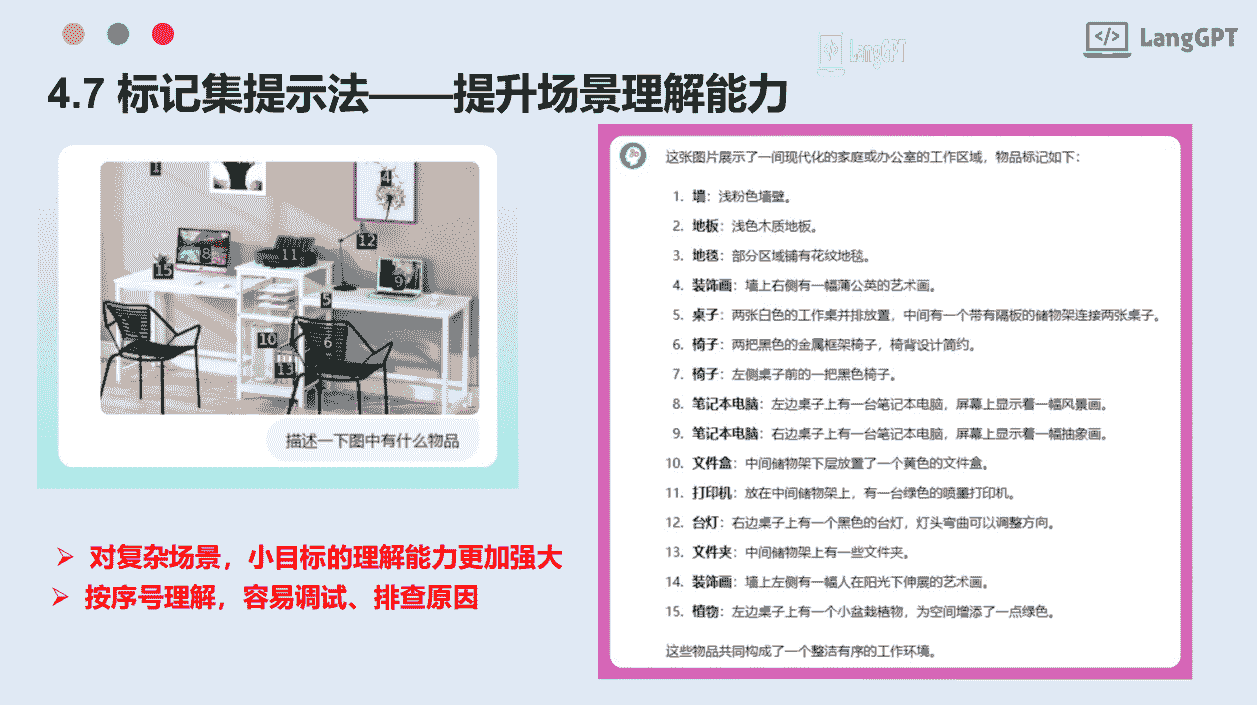 LangGPT
LangGPT
4.7 标记集提示法——提升场景理解能力
1
4
12
8
11
15
9
5
10
6
13
描述一下图中有什么物品
对复杂场景，小目标的理解能力更加强大
按序号理解，容易调试、排查原因
这张图片展示了一间现代化的家庭或办公室的工作区域，物品标记如下：
1. 墙：浅粉色墙壁。
2. 地板：浅色木质地板。
3. 地毯：部分区域铺有花纹地毯。
4. 装饰画：墙上右侧有一幅蒲公英的艺术画。
5. 桌子：两张白色的工作桌并排放置，中间有一个带有隔板的储物架连接两张桌子。
6. 椅子：两把黑色的金属框架椅子，椅背设计简约。
7. 椅子：左侧桌子前的一把黑色椅子。
8. 笔记本电脑：左边桌子上有一台笔记本电脑，屏幕上显示着一幅风景画。
9. 笔记本电脑：右边桌子上有一台笔记本电脑，屏幕上显示着一幅抽象画。
10. 文件盒：中间储物架下层放置了一个黄色的文件盒。
11. 打印机：放在中间储物架上，有一台绿色的喷墨打印机。
12. 台灯：右边桌子上有一个黑色的台灯，灯头弯曲可以调整方向。
13. 文件夹：中间储物架上有一些文件夹。
14. 装饰画：墙上左侧有一幅人在阳光下伸展的艺术画。
15. 植物：左边桌子上有一个小盆栽植物，为空间增添了一点绿色。
这些物品共同构成了一个整洁有序的工作环境。